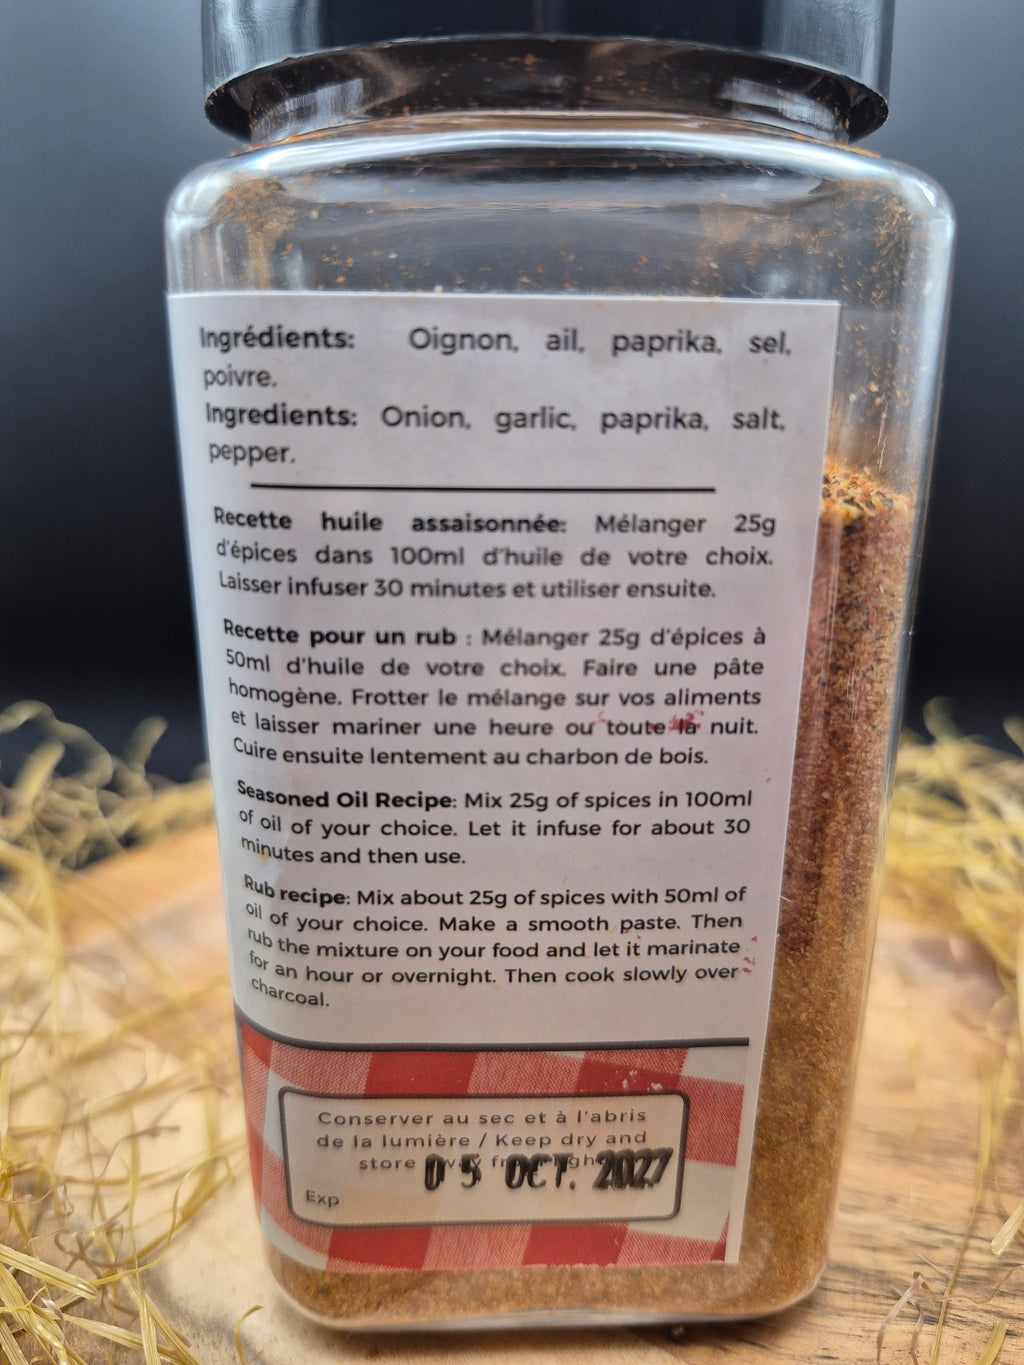 Ingrédients: Oignon, ail, paprika, sel,
poivre.
Ingredients: Onion, garlic, paprika, salt,
pepper.
Recette huile assaisonnée: Mélanger 25g
d'épices dans 100ml d'huile de votre choix.
Laisser infuser 30 minutes et utiliser ensuite.
Recette pour un rub : Mélanger 25g d'épices à
50ml d'huile de votre choix. Faire une pâte
homogène. Frotter le mélange sur vos aliments
et laisser mariner une heure ou toute la nuit.
Cuire ensuite lentement au charbon de bois.
Seasoned Oil Recipe: Mix 25g of spices in 100ml
of oil of your choice. Let it infuse for about 30
minutes and then use.
Rub recipe: Mix about 25g of spices with 50ml of
oil of your choice. Make a smooth paste. Then
rub the mixture on your food and let it marinate
for an hour or overnight. Then cook slowly over
charcoal.
Conserver au sec et à l'abris
de la lumière / Keep dry and
store
05 OCT. 2027
Exp